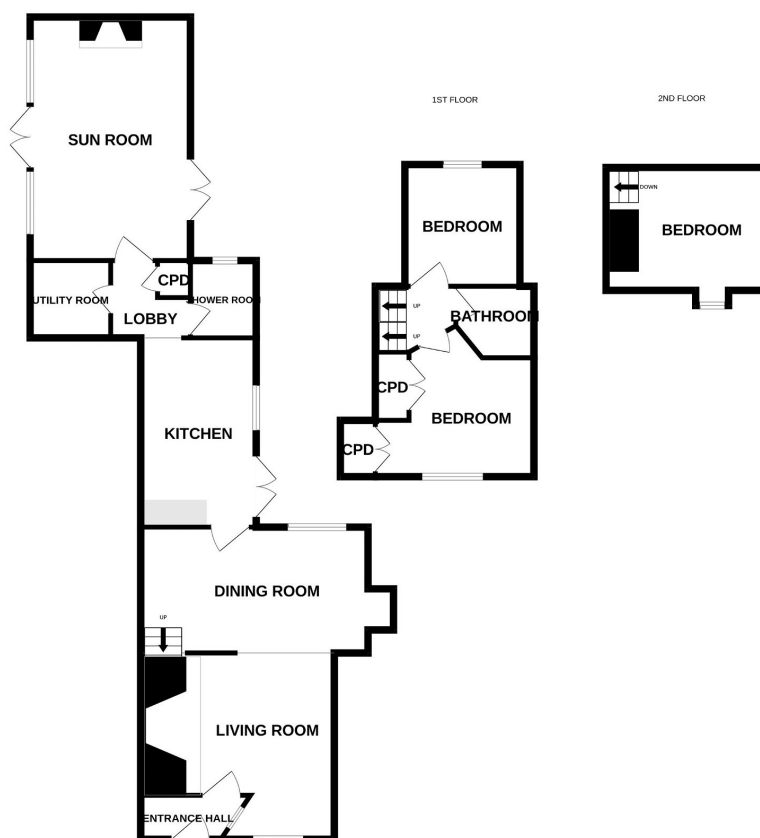 1ST FLOOR
2ND FLOOR
SUN ROOM
DOWN
BEDROOM
BEDROOM
CPD
UTILITY ROOM
SHOWER ROOM
LOBBY
UP
BATHROOM
UP
CPD
BEDROOM
KITCHEN
CPD
DINING ROOM
UP
LIVING ROOM
ENTRANCE HALL